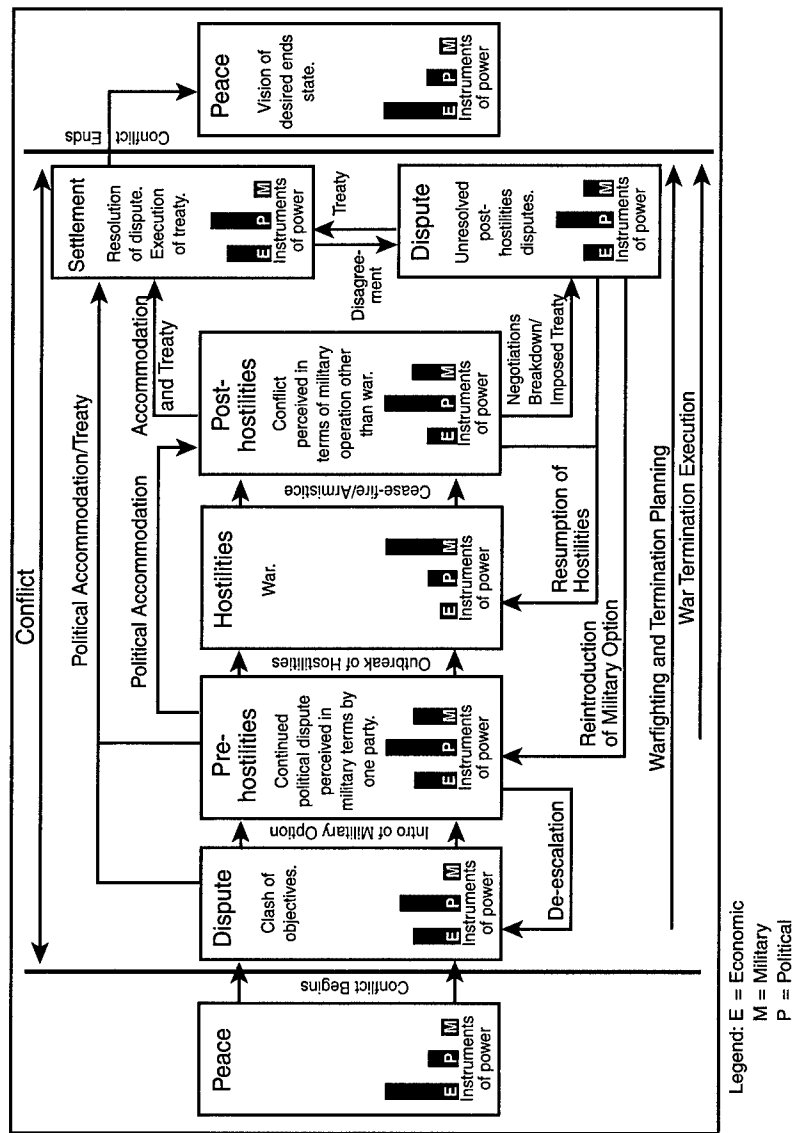 Conflict
Political Accommodation/Treaty
Political Accommodation
Accommodation
and Treaty
Peace
E P M
Instruments
of power
Conflict Begins
Dispute
Clash of
objectives.
E P M
Instruments
of power
Intro of Military Option
Pre-
hostilities
Continued
political dispute
perceived in
military terms by
one party.
E P M
Instruments
of power
Outbreak of Hostilities
Hostilities
War.
E P M
Instruments
of power
Cease-fire/Armistice
Post-
hostilities
Conflict
perceived in
terms of military
operation other
than war.
E P M
Instruments
of power
Settlement
Resolution
of dispute.
Execution
of treaty.
E P M
Instruments
of power
Disagree-
ment
Treaty
Dispute
Unresolved
post-
hostilities
disputes.
E P M
Instruments
of power
Conflict
Ends
Peace
Vision of
desired ends
state.
E P M
Instruments
of power
De-escalation
Resumption of
Hostilities
Negotiations
Breakdown/
Imposed Treaty
Reintroduction
of Military Option
Warfighting and Termination Planning
War Termination Execution
Legend: E = Economic
M = Military
P = Political